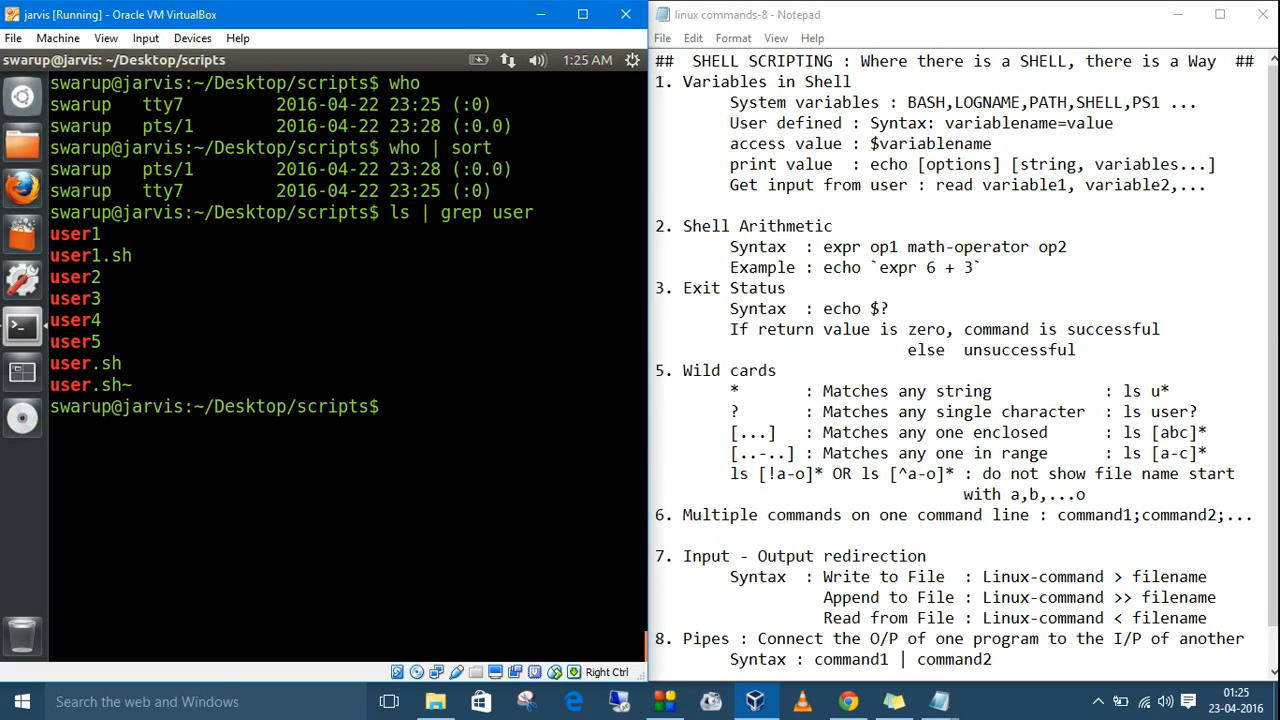 jarvis [Running] - Oracle VM VirtualBox
File Machine View Input Devices Help
swarup@jarvis: ~/Desktop/scripts 1:25 AM
swarup@jarvis:~/Desktop/scripts$ who
swarup tty7 2016-04-22 23:25 (:0)
swarup pts/1 2016-04-22 23:28 (:0.0)
swarup@jarvis:~/Desktop/scripts$ who | sort
swarup pts/1 2016-04-22 23:28 (:0.0)
swarup tty7 2016-04-22 23:25 (:0)
swarup@jarvis:~/Desktop/scripts$ ls | grep user
user1
user1.sh
user2
user3
user4
user5
user.sh
user.sh~
swarup@jarvis:~/Desktop/scripts$
Right Ctrl
linux commands-8 - Notepad
File Edit Format View Help
## SHELL SCRIPTING : Where there is a SHELL, there is a Way ##
1. Variables in Shell
System variables : BASH,LOGNAME,PATH,SHELL,PS1 ...
User defined : Syntax: variablename=value
access value : $variablename
print value : echo [options] [string, variables...]
Get input from user : read variable1, variable2,...
2. Shell Arithmetic
Syntax : expr op1 math-operator op2
Example : echo `expr 6 + 3`
3. Exit Status
Syntax : echo $?
If return value is zero, command is successful
else unsuccessful
5. Wild cards
* : Matches any string : ls u*
? : Matches any single character : ls user?
[...] : Matches any one enclosed : ls [abc]*
[..-..] : Matches any one in range : ls [a-c]*
ls [!a-o]* OR ls [^a-o]* : do not show file name start
with a,b,...o
6. Multiple commands on one command line : command1;command2;...
7. Input - Output redirection
Syntax : Write to File : Linux-command > filename
Append to File : Linux-command >> filename
Read from File : Linux-command < filename
8. Pipes : Connect the O/P of one program to the I/P of another
Syntax : command1 | command2
Search the web and Windows
01:25
23-04-2016